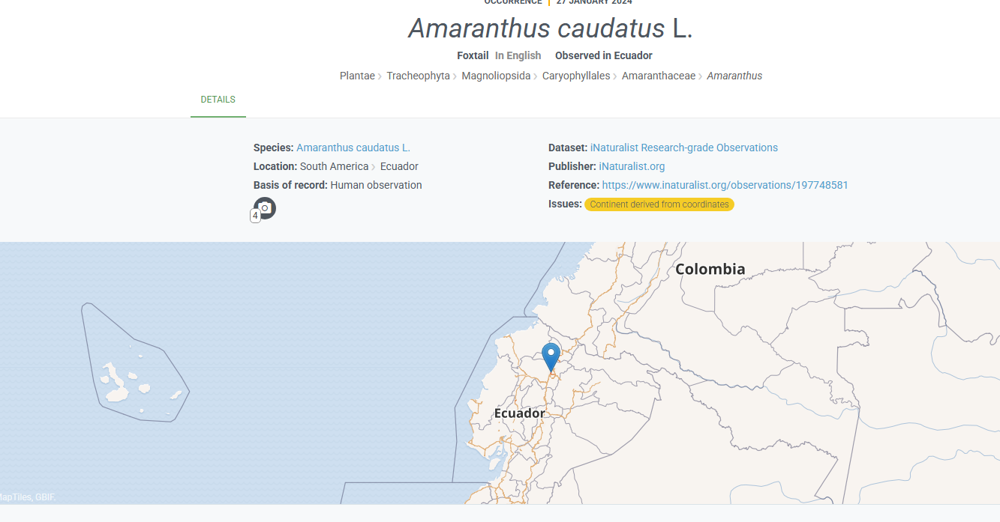 OCCURRENCE | 27 JANUARY 2024
Amaranthus caudatus L.
Foxtail In English Observed in Ecuador
Plantae › Tracheophyta › Magnoliopsida › Caryophyllales › Amaranthaceae › Amaranthus
DETAILS
Species: Amaranthus caudatus L.
Location: South America › Ecuador
Basis of record: Human observation
4
Dataset: iNaturalist Research-grade Observations
Publisher: iNaturalist.org
Reference: https://www.inaturalist.org/observations/197748581
Issues: Continent derived from coordinates
Colombia
Ecuador
MapTiles, GBIF.